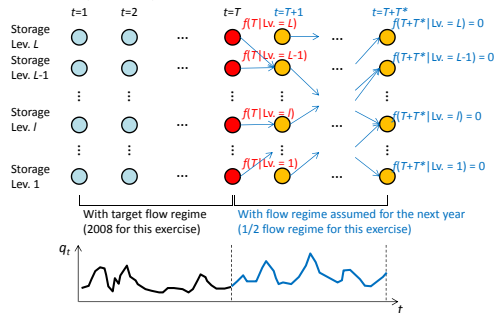 t=1
t=2
t=T
t=T+1
t=T+T*
Storage
Lev. L
f(T|Lv. = L)
f(T+T*|Lv. = L) = 0
...
...
Storage
Lev. L-1
f(T|Lv. = L-1)
f(T+T*|Lv. = L-1) = 0
...
...
⋮
⋮
⋮
⋮
⋮
⋮
Storage
Lev. l
f(T|Lv. = l)
f(T+T*|Lv. = l) = 0
...
...
⋮
⋮
⋮
⋮
⋮
⋮
Storage
Lev. 1
f(T|Lv. = 1)
f(T+T*|Lv. = 1) = 0
...
...
With target flow regime
(2008 for this exercise)
With flow regime assumed for the next year
(1/2 flow regime for this exercise)
qt
t